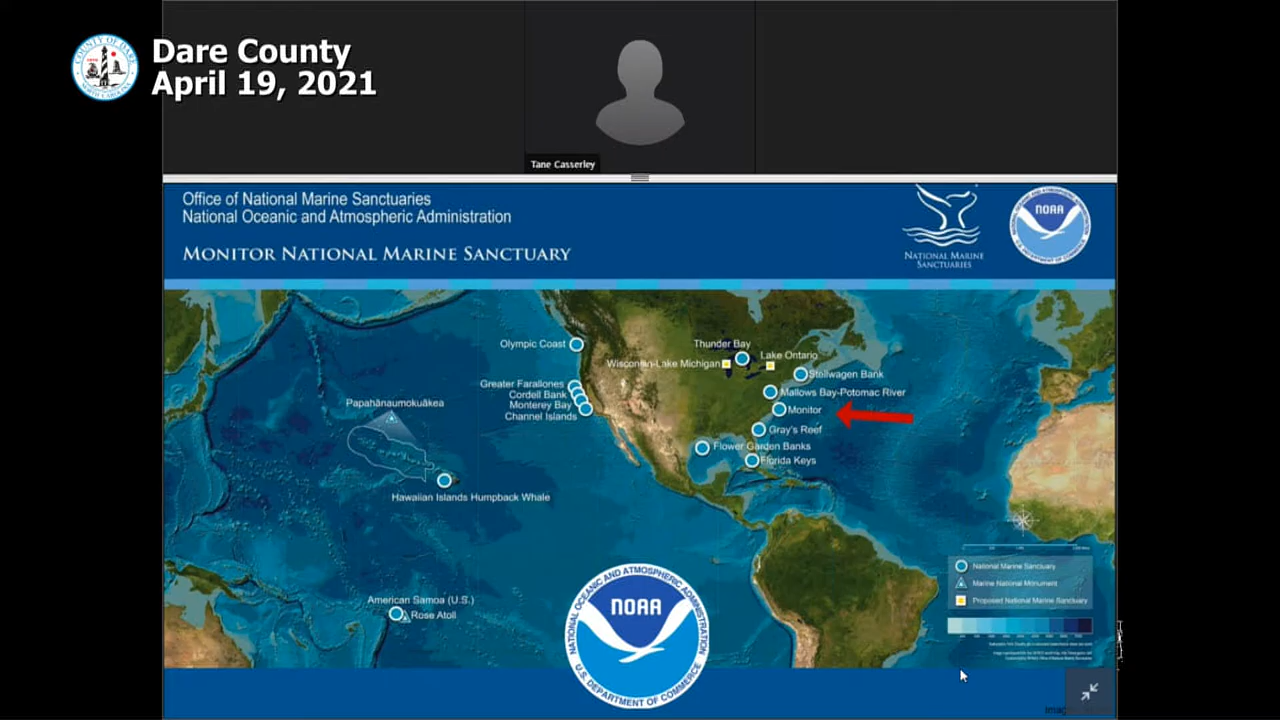 Dare County
April 19, 2021
Tane Casserley
Office of National Marine Sanctuaries
National Oceanic and Atmospheric Administration
MONITOR NATIONAL MARINE SANCTUARY
NATIONAL MARINE
SANCTUARIES
NOAA
Olympic Coast
Thunder Bay
Wisconsin-Lake Michigan
Lake Ontario
Stellwagen Bank
Greater Farallones
Cordell Bank
Monterey Bay
Channel Islands
Mallows Bay-Potomac River
Monitor
Gray's Reef
Flower Garden Banks
Florida Keys
Papahānaumokuākea
Hawaiian Islands Humpback Whale
American Samoa (U.S.)
Rose Atoll
National Marine Sanctuary
Marine National Monument
Proposed National Marine Sanctuary
NATIONAL OCEANIC AND ATMOSPHERIC ADMINISTRATION
NOAA
U.S. DEPARTMENT OF COMMERCE